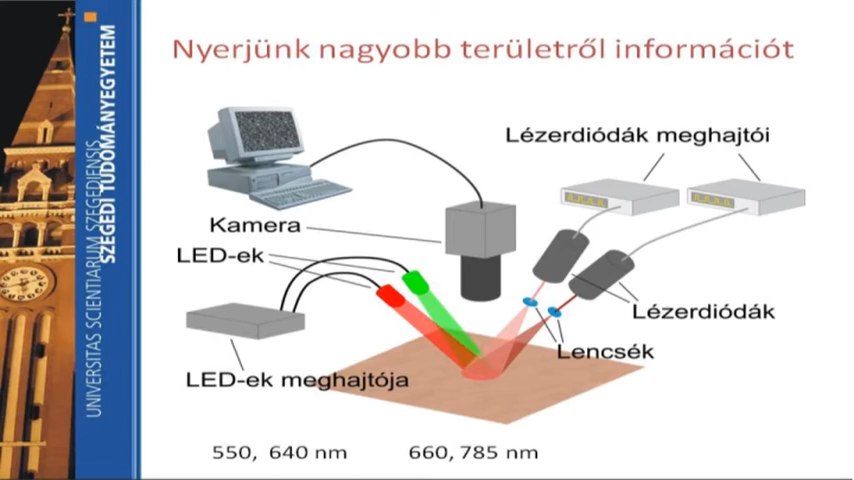 Nyerjünk nagyobb területről információt
SZEGEDI TUDOMÁNYEGYETEM
UNIVERSITAS SCIENTIARUM SZEGEDIENSIS
Lézerdiódák meghajtói
Kamera
LED-ek
Lézerdiódák
Lencsék
LED-ek meghajtója
550, 640 nm
660, 785 nm